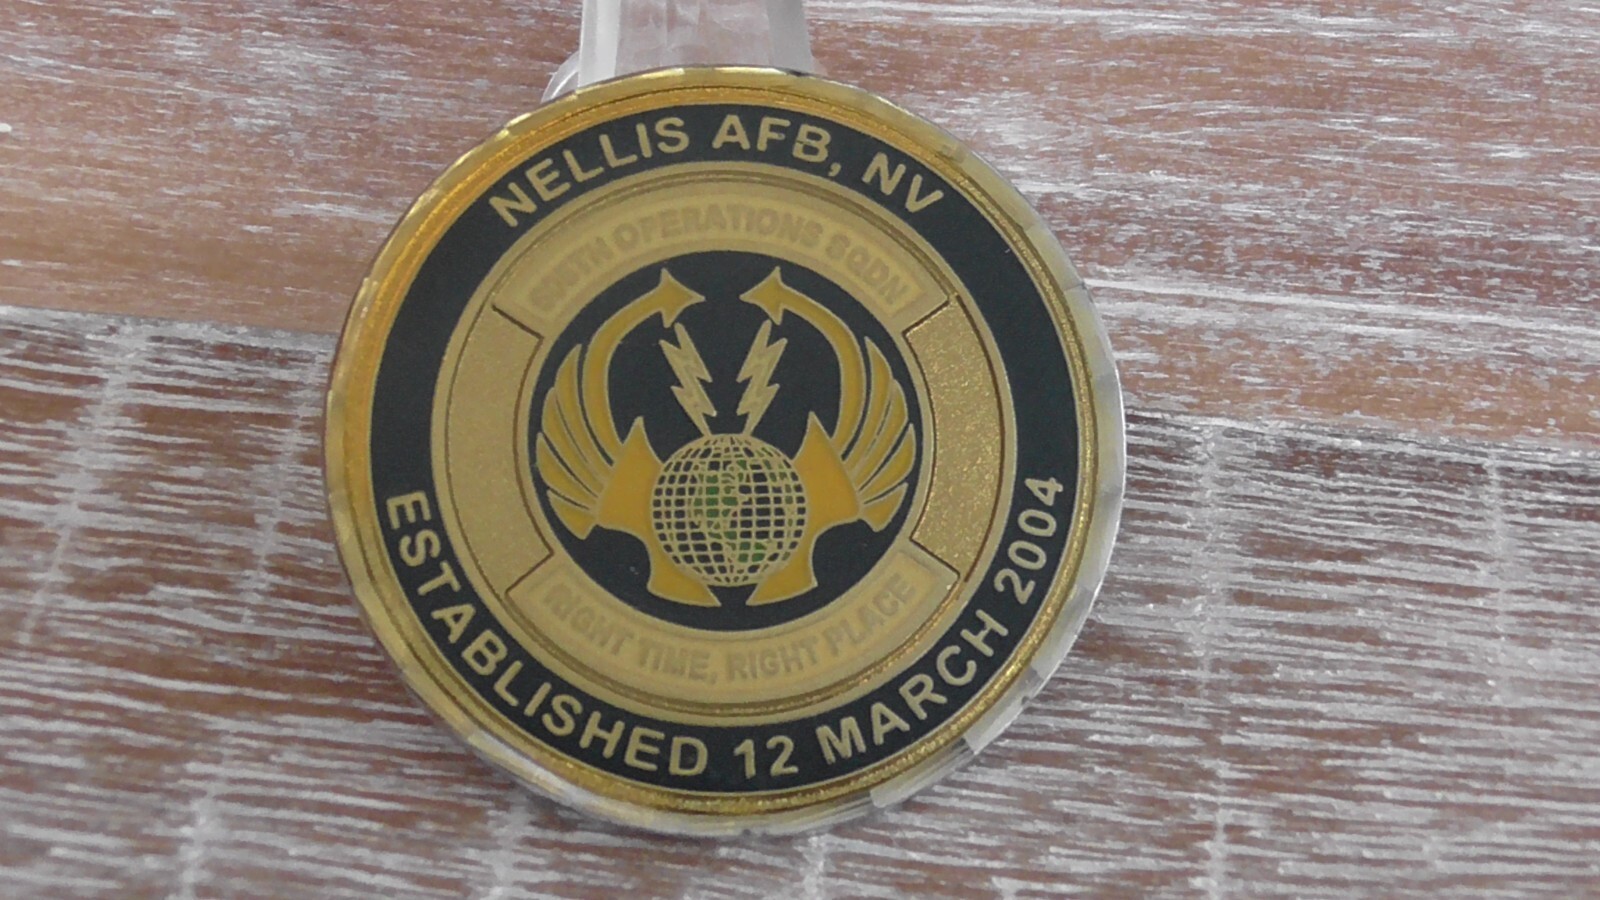 NELLIS AFB, NV
OPERATIONS SQDN
RIGHT TIME, RIGHT PLACE
ESTABLISHED 12 MARCH 2004